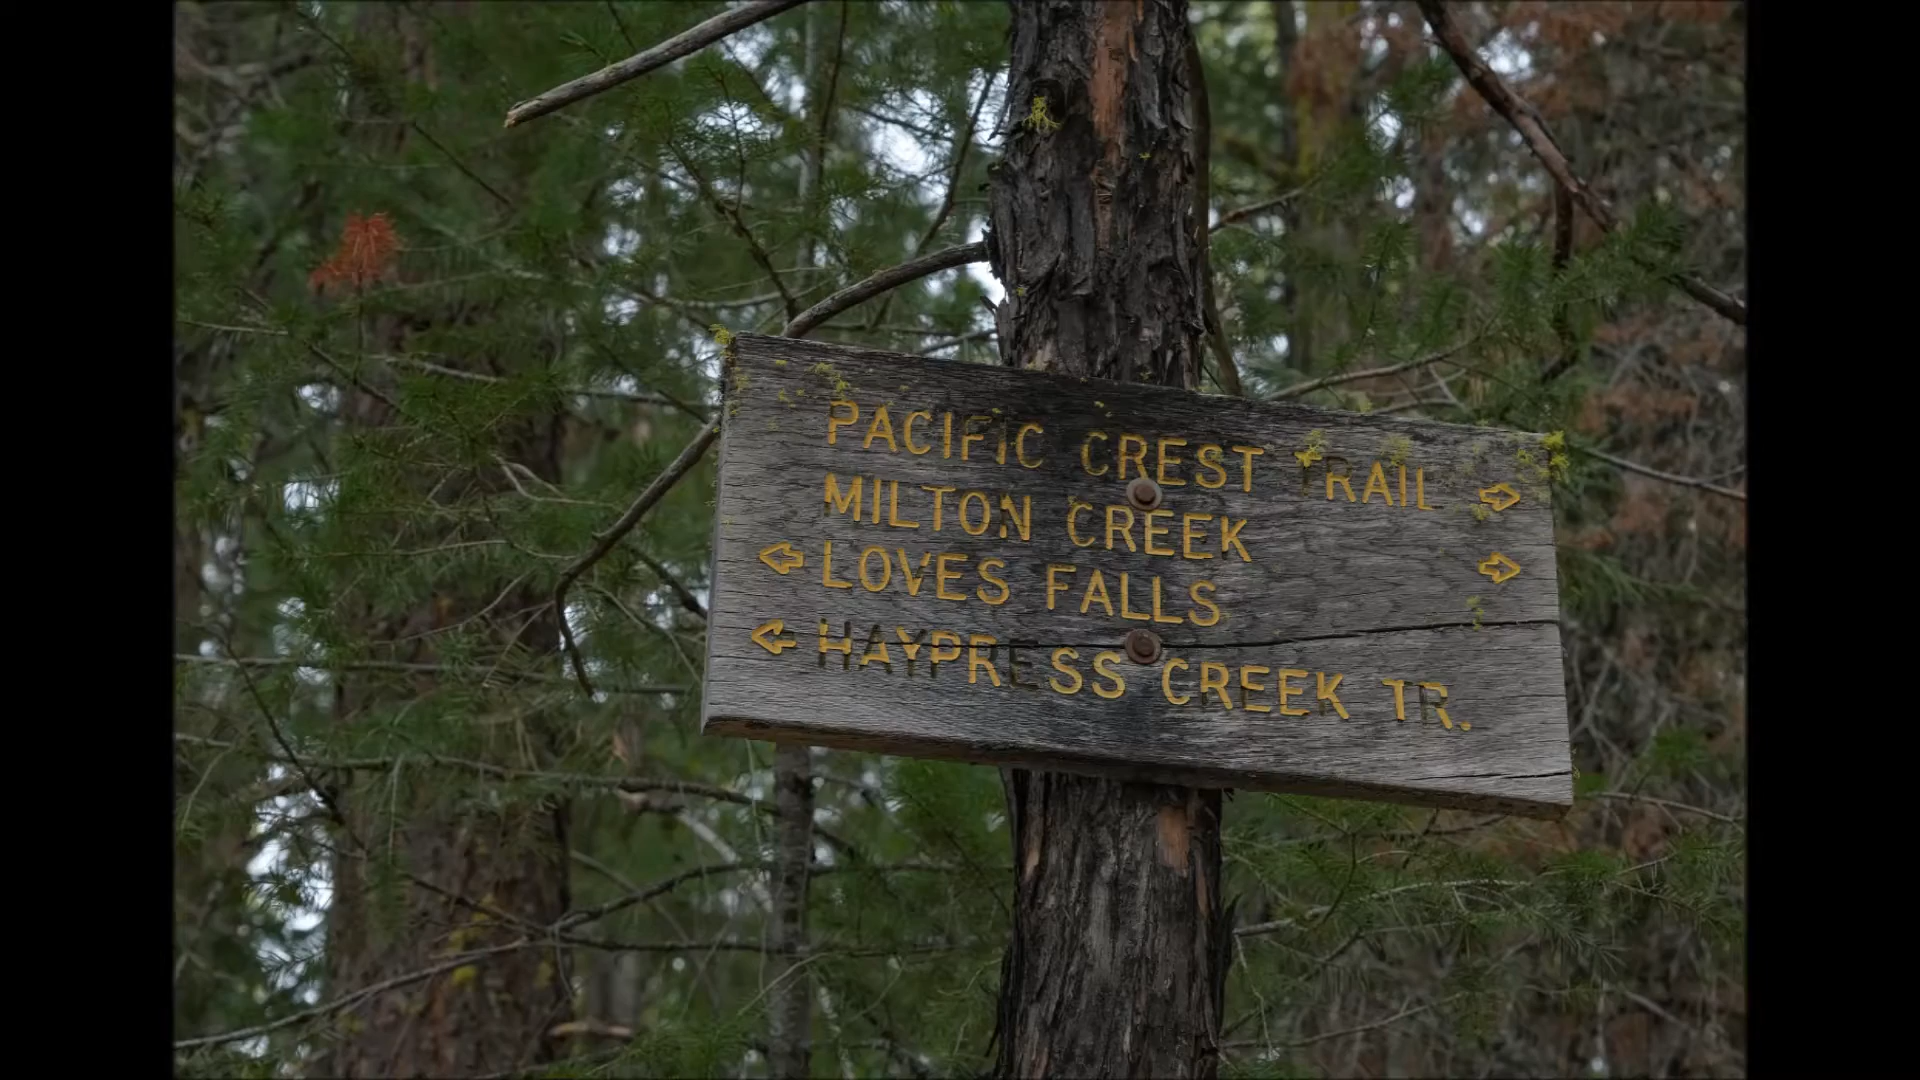 PACIFIC CREST TRAIL
MILTON CREEK
LOVES FALLS
HAYPRESS CREEK TR.